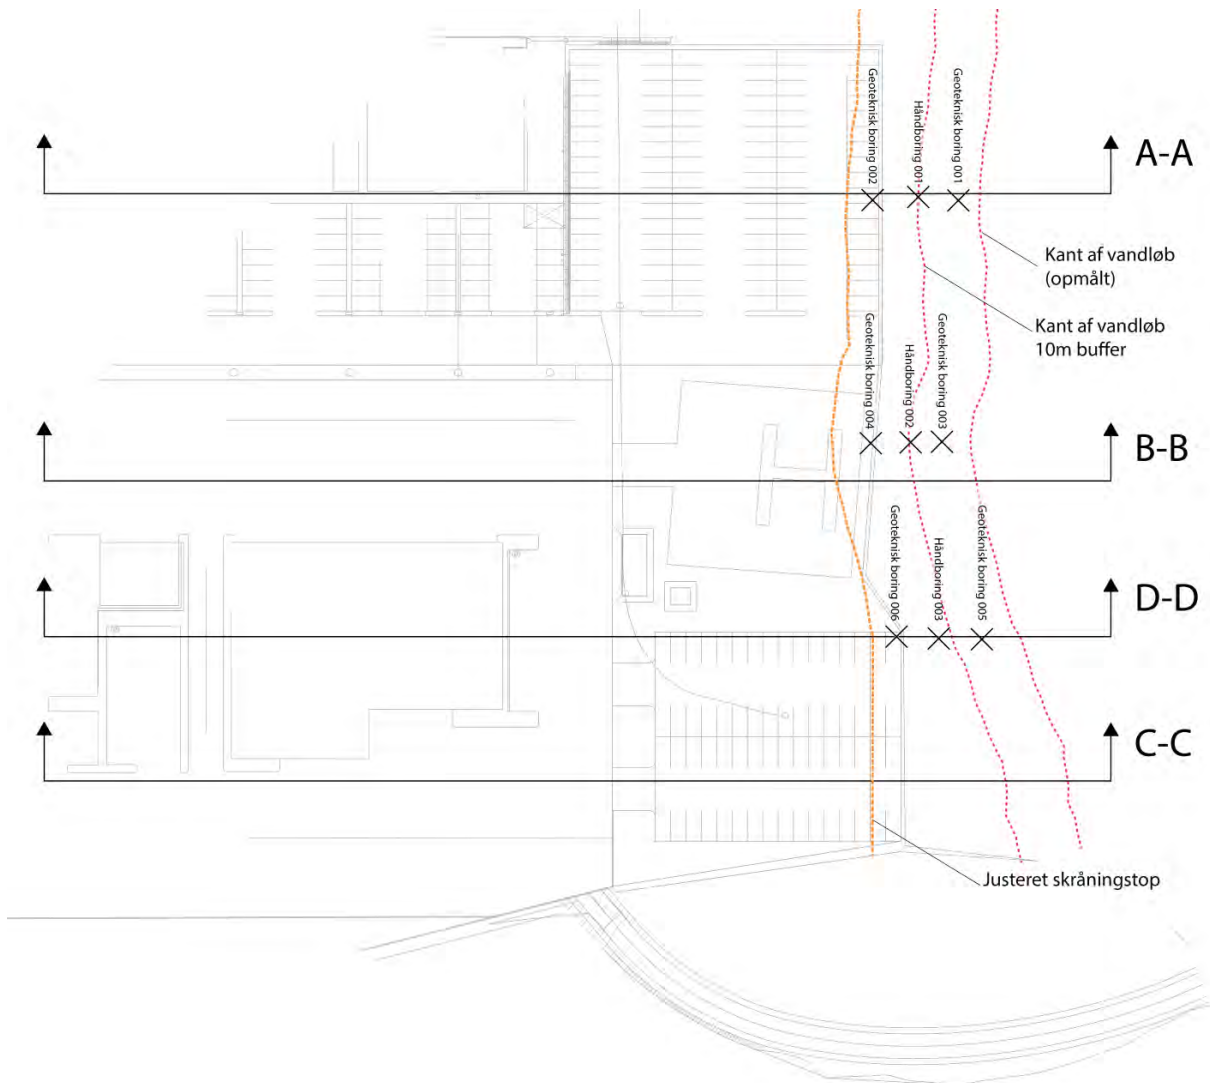 Geoteknisk boring 002
Håndboring 001
Geoteknisk boring 001
A-A
Kant af vandløb
(opmålt)
Kant af vandløb
10m buffer
Geoteknisk boring 004
Håndboring 002
Geoteknisk boring 003
B-B
Geoteknisk boring 006
Håndboring 003
Geoteknisk boring 005
D-D
C-C
Justeret skråningstop